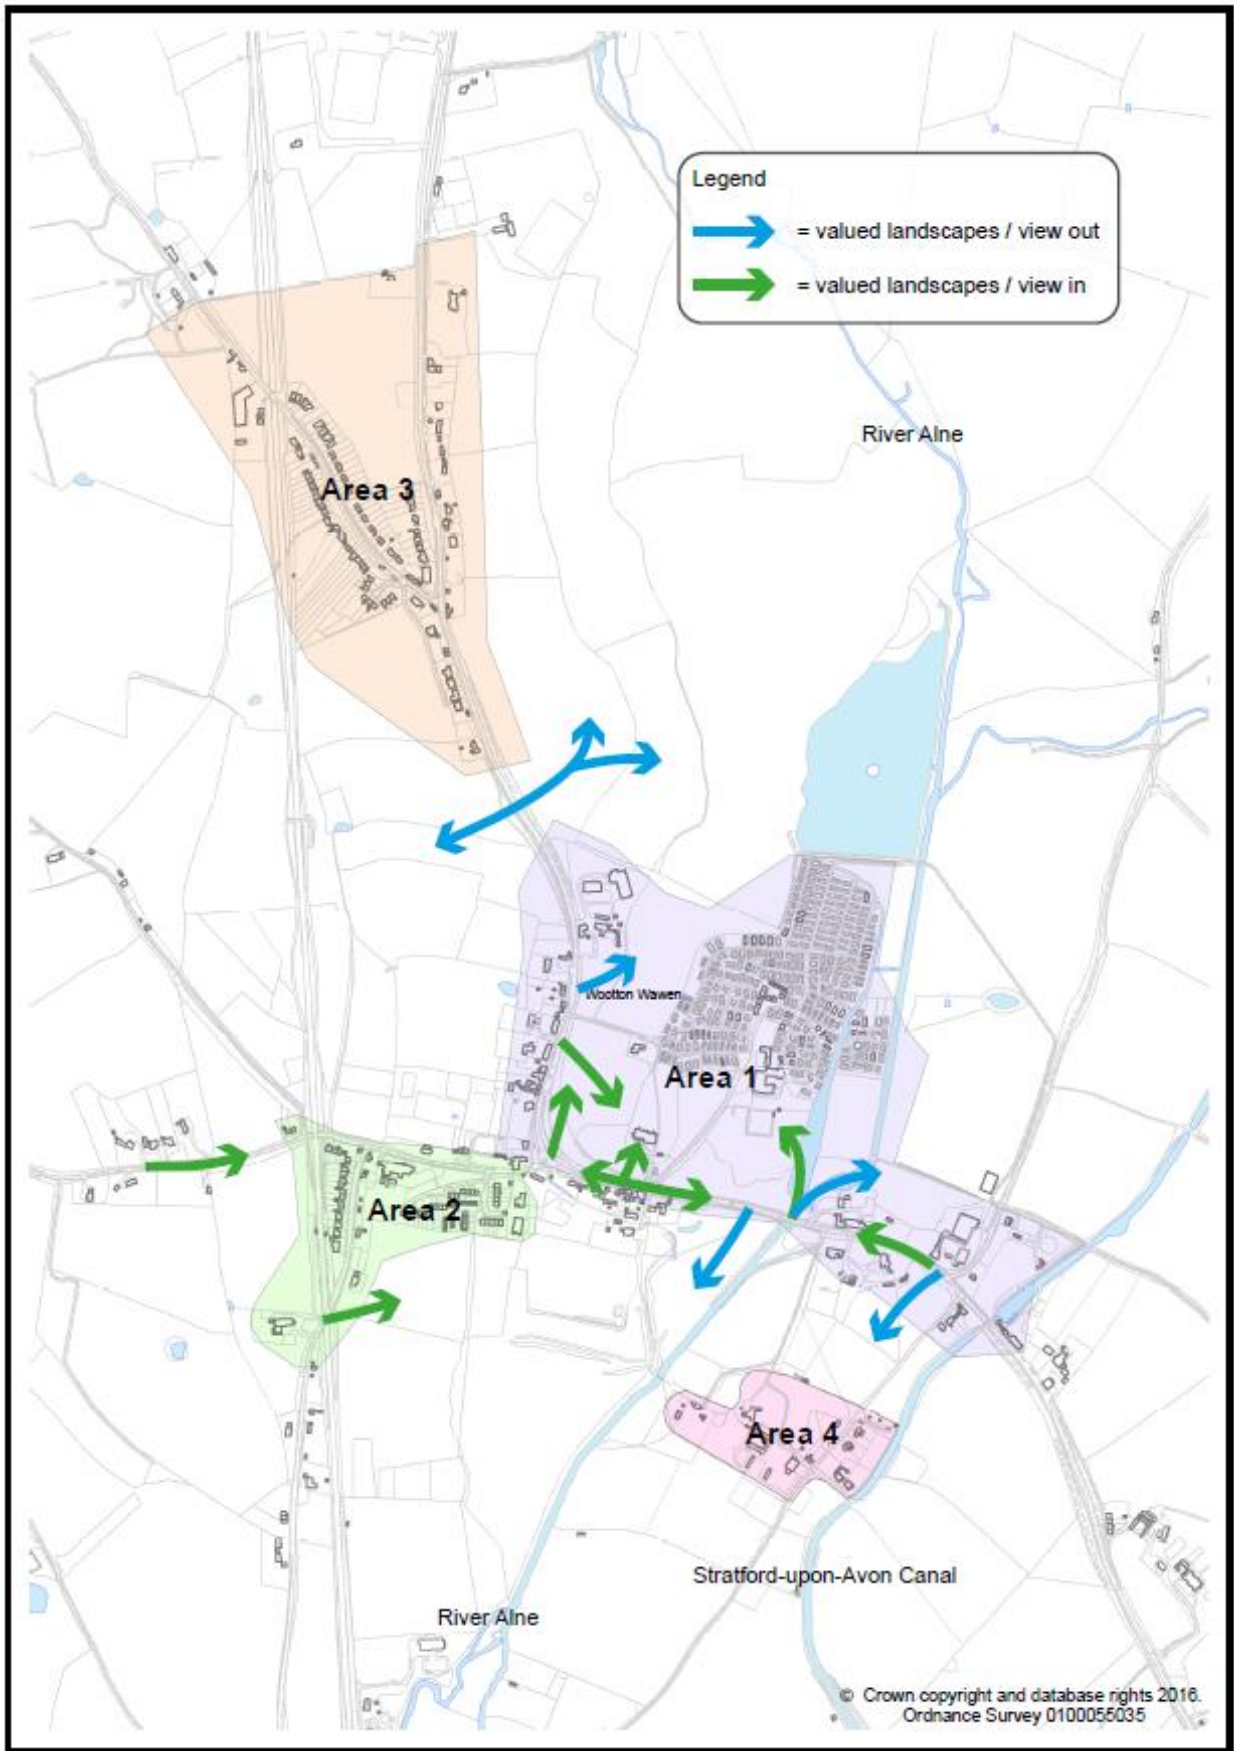 Legend
= valued landscapes / view out
= valued landscapes / view in
River Alne
Area 3
Wootton Wawen
Area 1
Area 2
Area 4
Stratford-upon-Avon Canal
River Alne
© Crown copyright and database rights 2016.
Ordnance Survey 0100055035